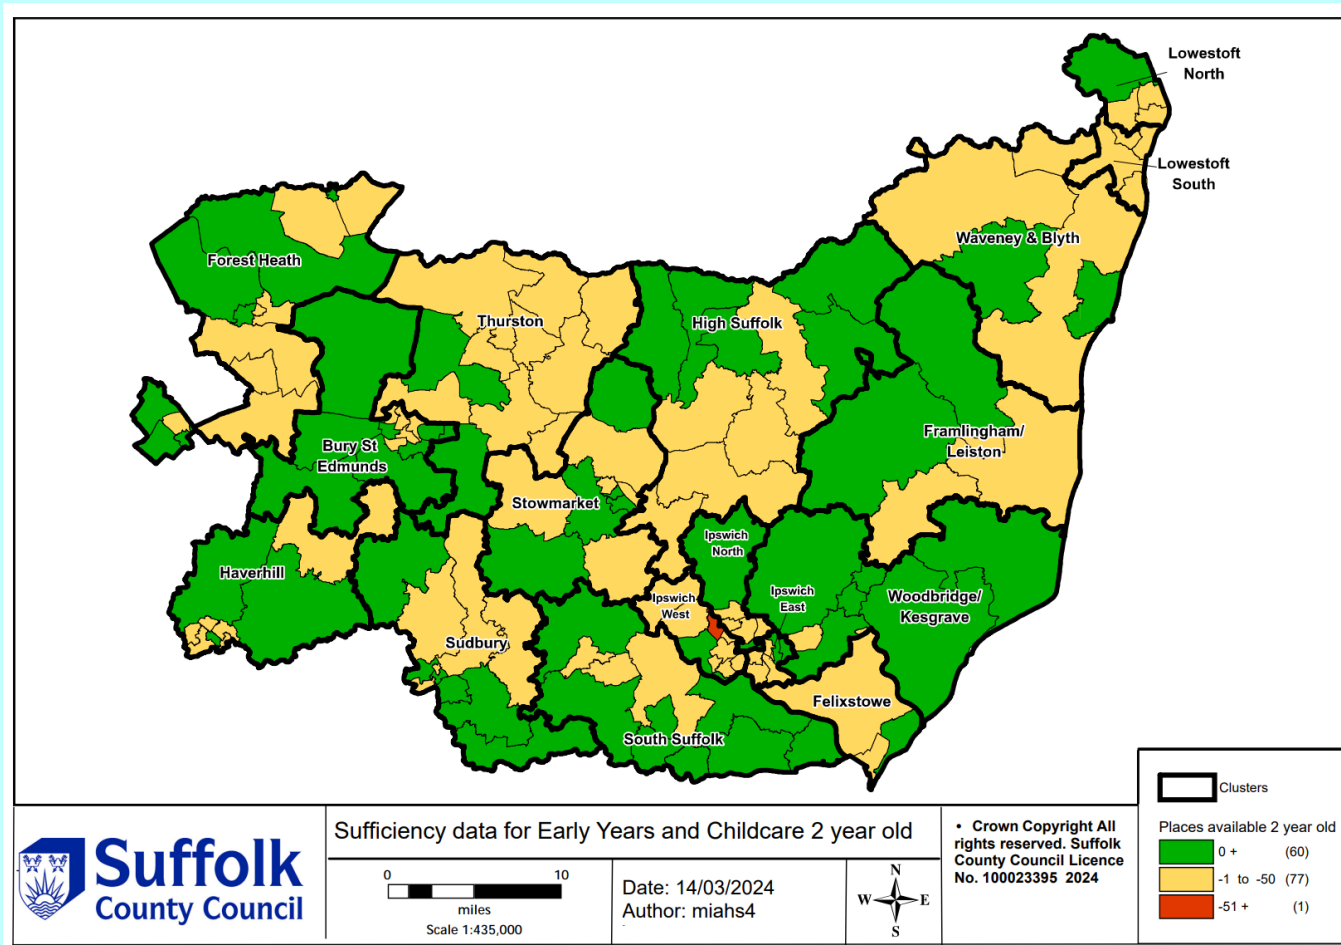 Lowestoft
North
Lowestoft
South
Waveney & Blyth
Forest Heath
Thurston
High Suffolk
Framlingham/
Leiston
Bury St
Edmunds
Stowmarket
Ipswich
North
Haverhill
Ipswich
East
Woodbridge/
Kesgrave
Ipswich
West
Sudbury
Felixstowe
South Suffolk
Clusters
Places available 2 year old
0 + (60)
-1 to -50 (77)
-51 + (1)
Suffolk
County Council
Sufficiency data for Early Years and Childcare 2 year old
0 10
miles
Scale 1:435,000
Date: 14/03/2024
Author: miahs4
N
W E
S
• Crown Copyright All
rights reserved. Suffolk
County Council Licence
No. 100023395 2024